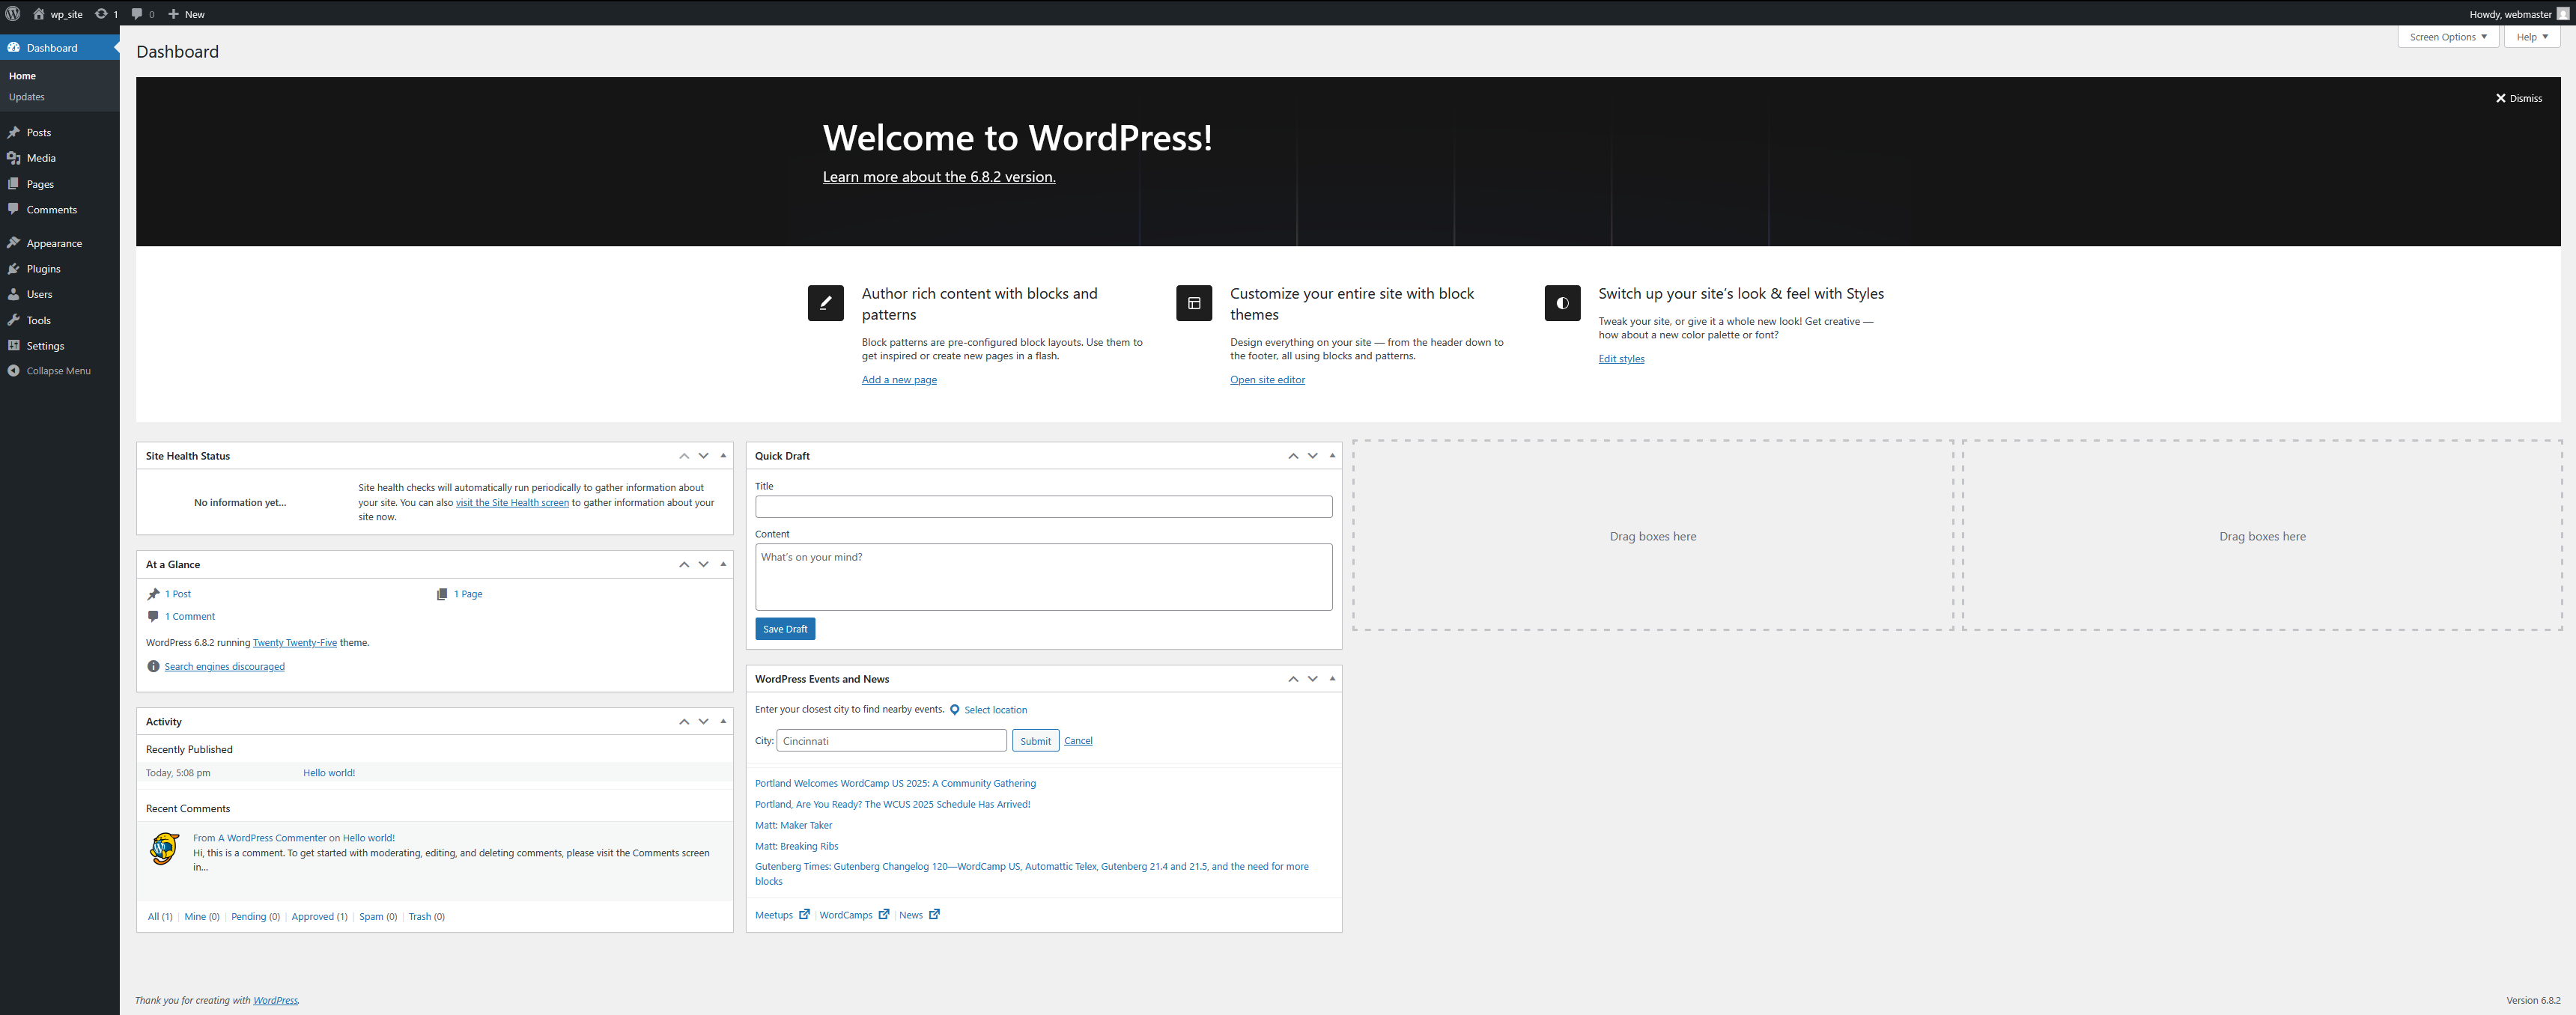 wp_site 1 0 New
Howdy, webmaster
Dashboard
Home
Updates
Posts
Media
Pages
Comments
Appearance
Plugins
Users
Tools
Settings
Collapse Menu
Screen Options
Help
Dashboard
Dismiss
Welcome to WordPress!
Learn more about the 6.8.2 version.
Author rich content with blocks and
patterns
Block patterns are pre-configured block layouts. Use them to
get inspired or create new pages in a flash.
Add a new page
Customize your entire site with block
themes
Design everything on your site — from the header down to
the footer, all using blocks and patterns.
Open site editor
Switch up your site's look & feel with Styles
Tweak your site, or give it a whole new look! Get creative —
how about a new color palette or font?
Edit styles
Site Health Status
No information yet...
Site health checks will automatically run periodically to gather information about
your site. You can also visit the Site Health screen to gather information about your
site now.
At a Glance
1 Post
1 Page
1 Comment
WordPress 6.8.2 running Twenty Twenty-Five theme.
Search engines discouraged
Activity
Recently Published
Today, 5:08 pm Hello world!
Recent Comments
From A WordPress Commenter on Hello world!
Hi, this is a comment. To get started with moderating, editing, and deleting comments, please visit the Comments screen
in...
All (1) | Mine (0) | Pending (0) | Approved (1) | Spam (0) | Trash (0)
Quick Draft
Title
Content
What's on your mind?
Save Draft
WordPress Events and News
Enter your closest city to find nearby events. Select location
City: Cincinnati Submit Cancel
Portland Welcomes WordCamp US 2025: A Community Gathering
Portland, Are You Ready? The WCUS 2025 Schedule Has Arrived!
Matt: Maker Taker
Matt: Breaking Ribs
Gutenberg Times: Gutenberg Changelog 120—WordCamp US, Automattic Telex, Gutenberg 21.4 and 21.5, and the need for more
blocks
Meetups | WordCamps | News
Drag boxes here
Drag boxes here
Thank you for creating with WordPress.
Version 6.8.2